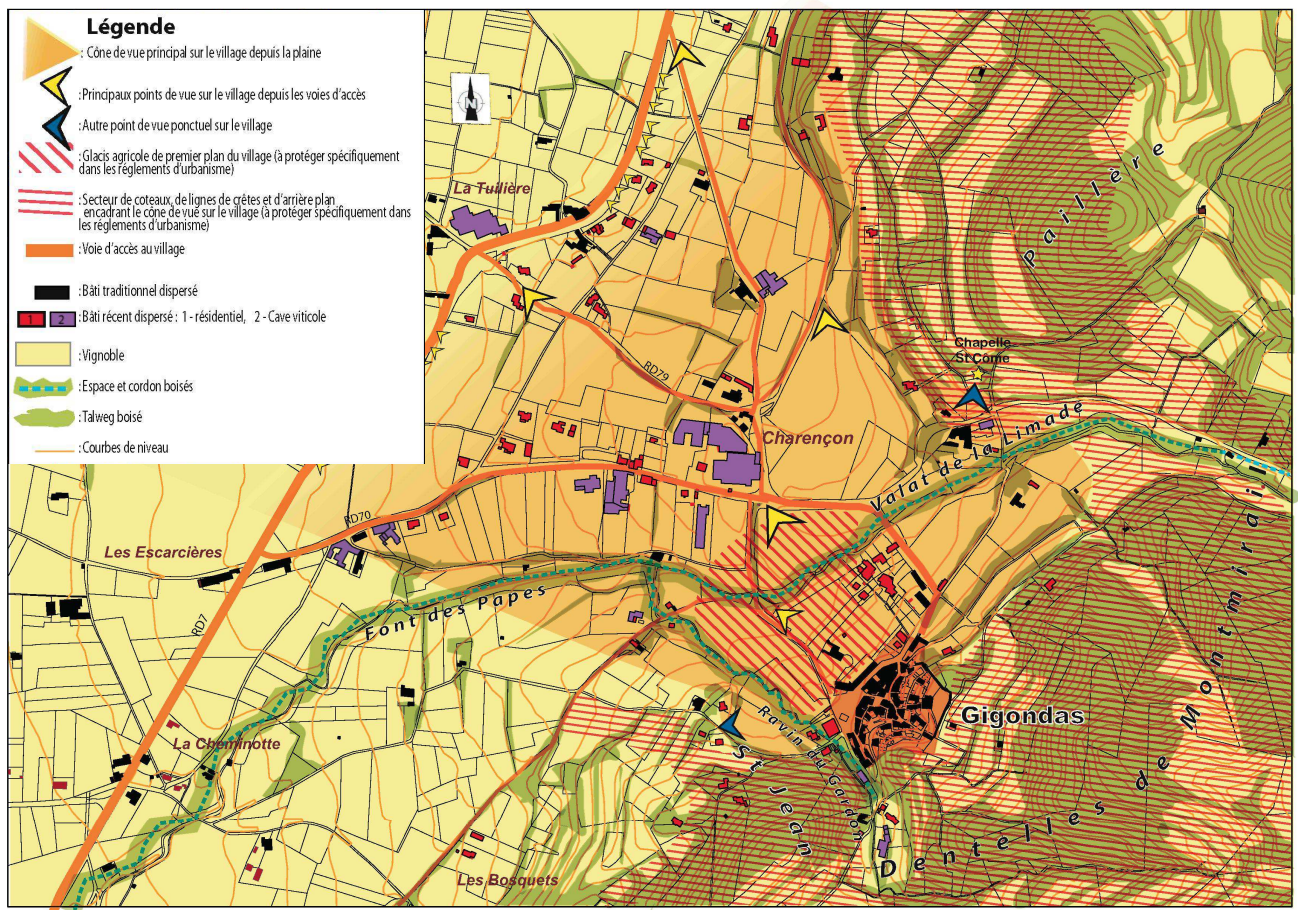 Légende
: Cône de vue principal sur le village depuis la plaine
: Principaux points de vue sur le village depuis les voies d'accès
: Autre point de vue ponctuel sur le village
: Glacis agricole de premier plan du village (à protéger spécifiquement
dans les réglements d'urbanisme)
: Secteur de coteaux, de lignes de crêtes et d'arrière plan
encadrant le cône de vue sur le village (à protéger spécifiquement dans
les réglements d'urbanisme)
: Voie d'accès au village
: Bâti traditionnel dispersé
1 2 : Bâti récent dispersé : 1 - résidentiel, 2 - Cave viticole
: Vignoble
: Espace et cordon boisés
: Talweg boisé
: Courbes de niveau
N
La Tuilière
Paillère
Chapelle
St Côme
RD79
Charençon
Valat de la Limade
RD70
Les Escarcières
Font des Papes
RD7
Gigondas
Ravin du Gardon
St Jean
La Cheminotte
Dentelles de Montmirail
Les Bosquets